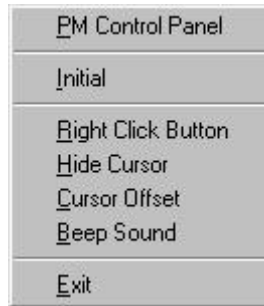 PM Control Panel
Initial
Right Click Button
Hide Cursor
Cursor Offset
Beep Sound
Exit